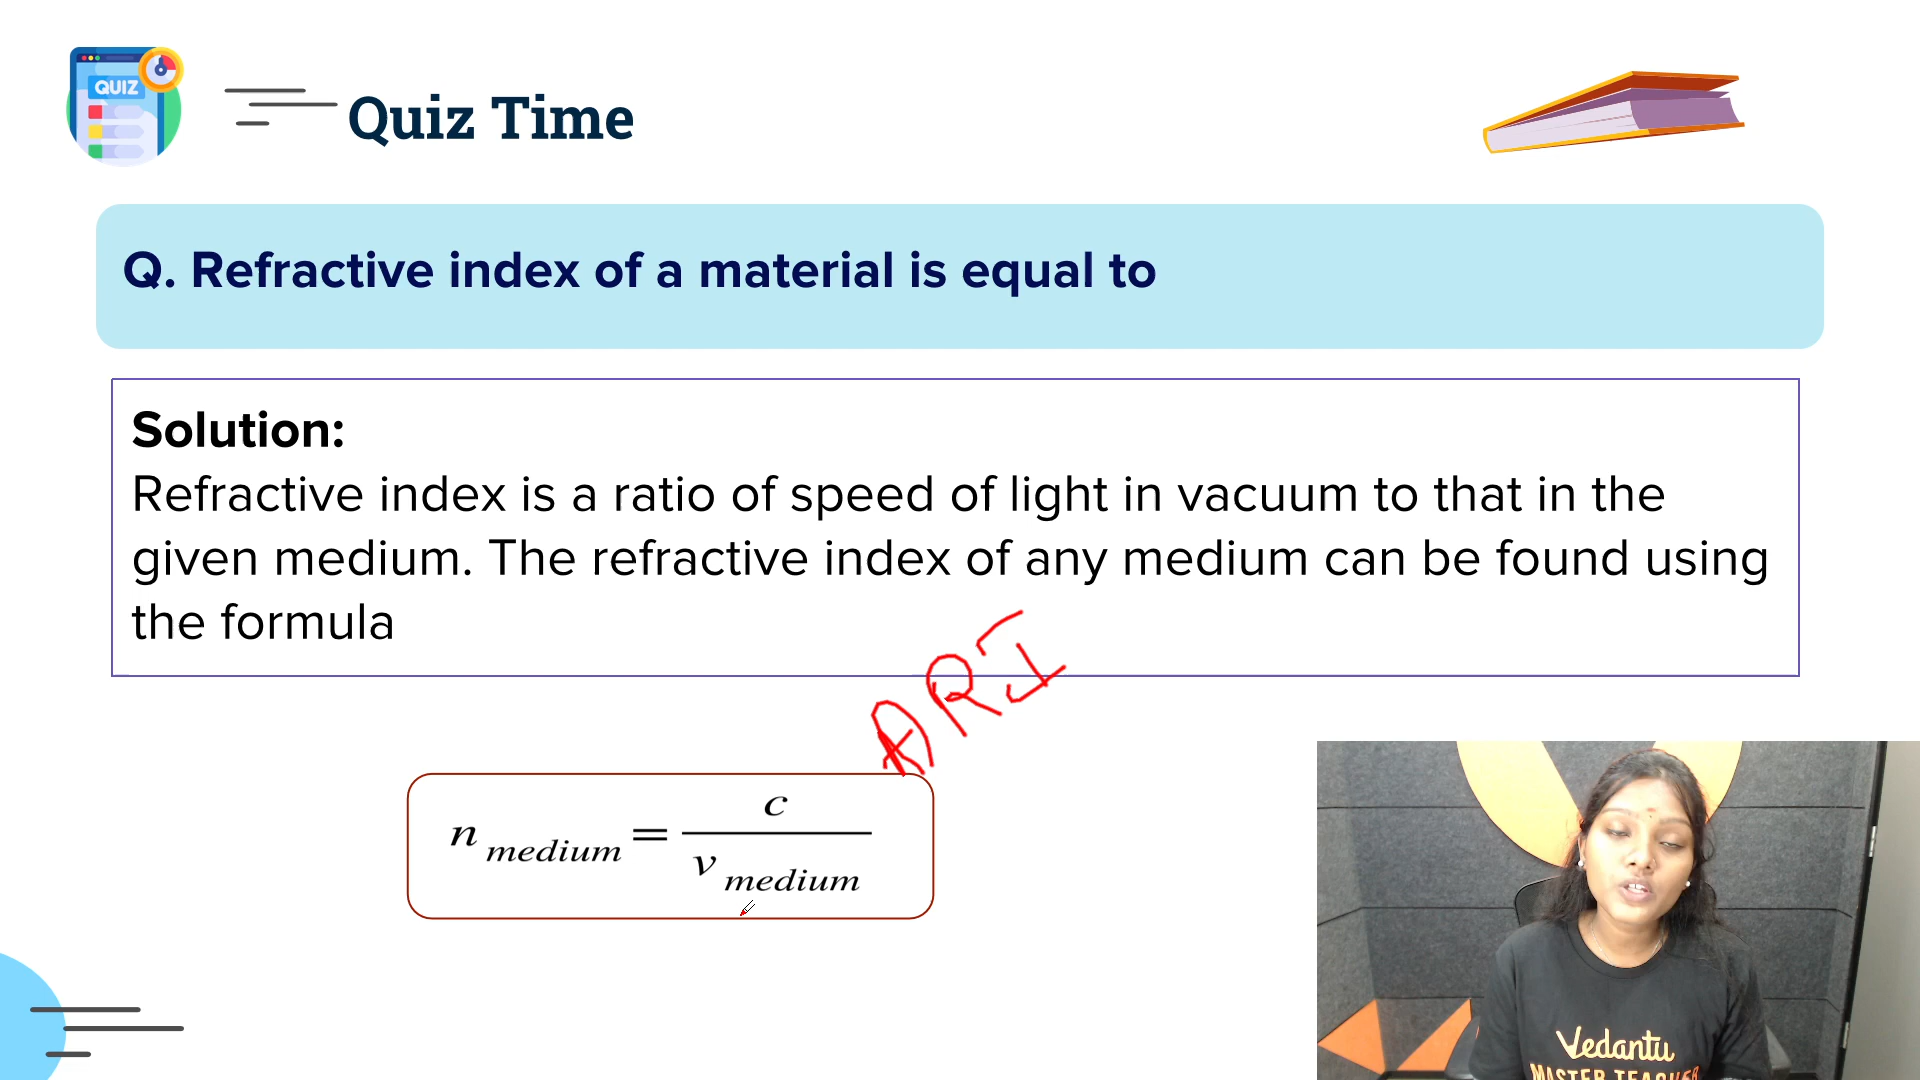 QUIZ
Quiz Time
Q. Refractive index of a material is equal to
Solution:
Refractive index is a ratio of speed of light in vacuum to that in the
given medium. The refractive index of any medium can be found using
the formula
ARI
n medium = c / v medium
Vedantu
MASTER TEACHER